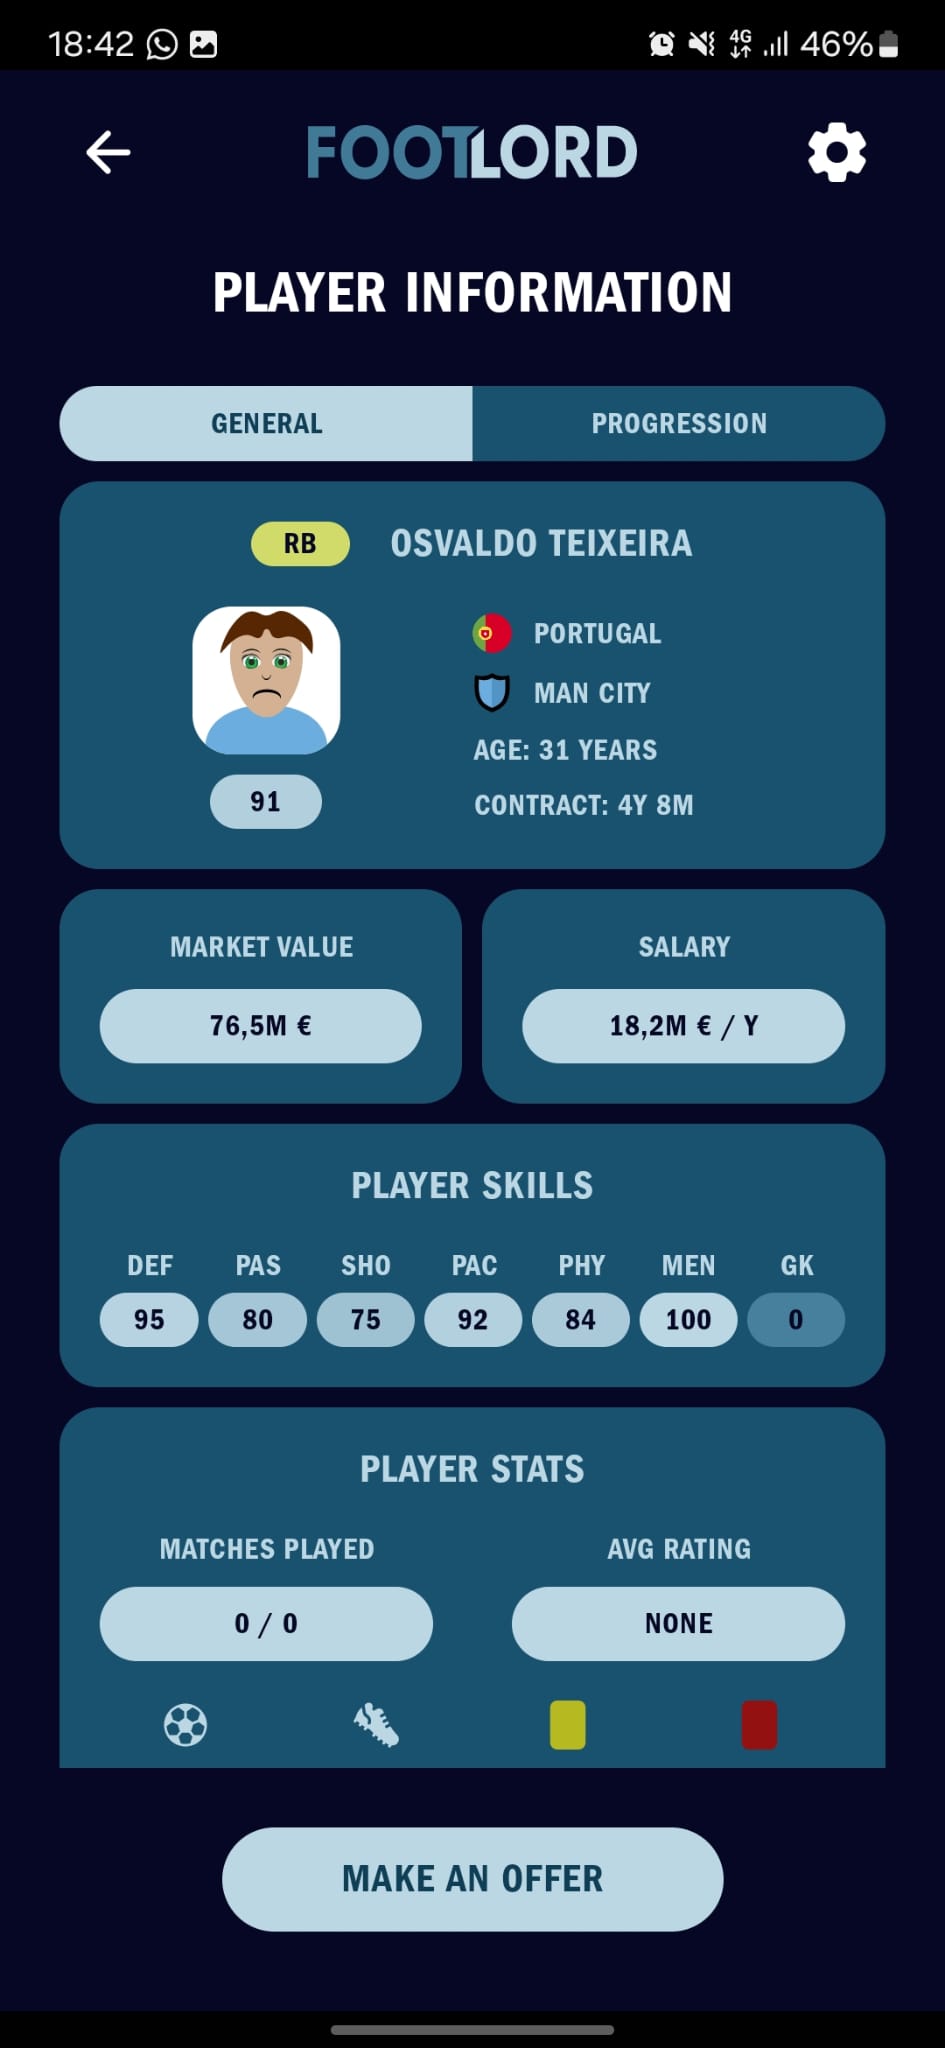 18:42 4G 46%
FOOTLORD
PLAYER INFORMATION
GENERAL PROGRESSION
RB OSVALDO TEIXEIRA
PORTUGAL
MAN CITY
AGE: 31 YEARS
91
CONTRACT: 4Y 8M
MARKET VALUE SALARY
76,5M € 18,2M € / Y
PLAYER SKILLS
DEF PAS SHO PAC PHY MEN GK
95 80 75 92 84 100 0
PLAYER STATS
MATCHES PLAYED AVG RATING
0 / 0 NONE
MAKE AN OFFER